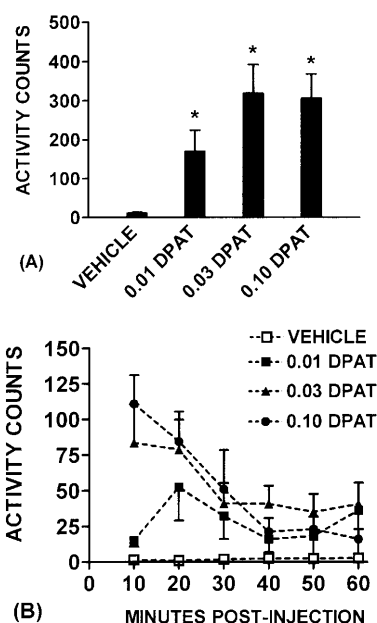 500
400
300
200
100
0
ACTIVITY COUNTS
* * *
VEHICLE
0.01 DPAT
0.03 DPAT
0.10 DPAT
(A)
VEHICLE
0.01 DPAT
0.03 DPAT
0.10 DPAT
150
125
100
75
50
25
0
ACTIVITY COUNTS
0 10 20 30 40 50 60
(B) MINUTES POST-INJECTION